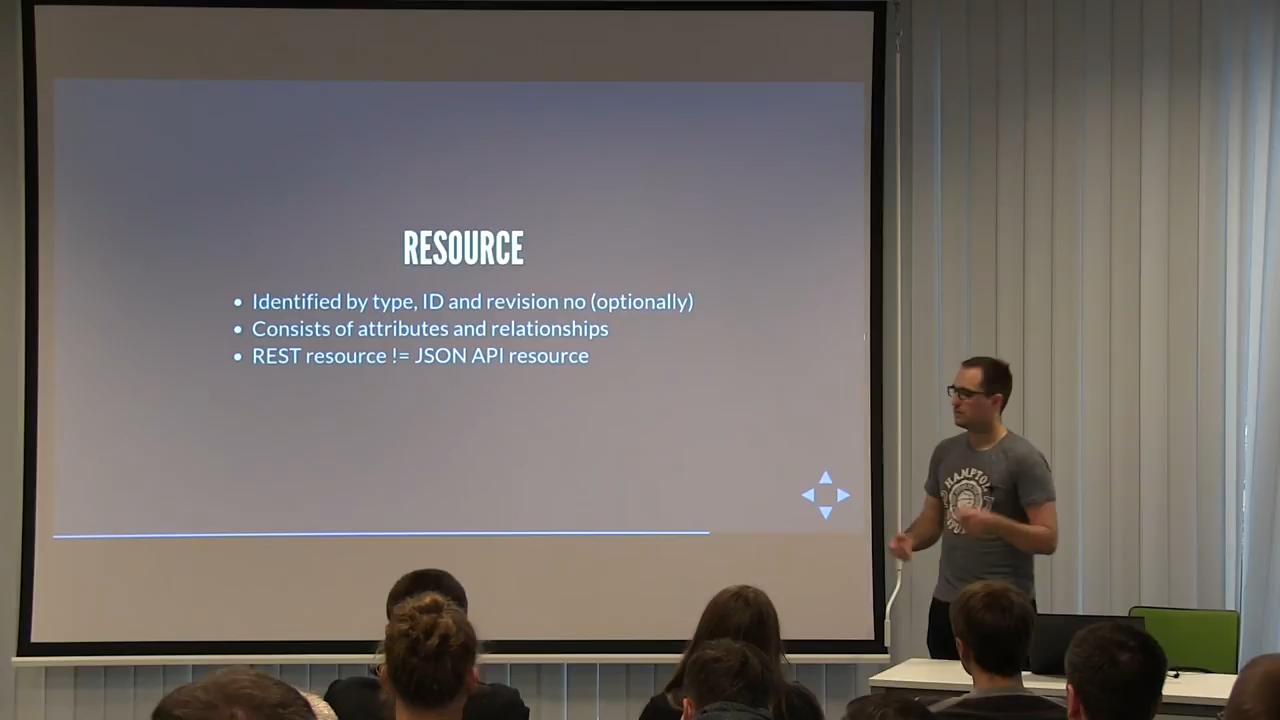 RESOURCE
Identified by type, ID and revision no (optionally)
Consists of attributes and relationships
REST resource != JSON API resource